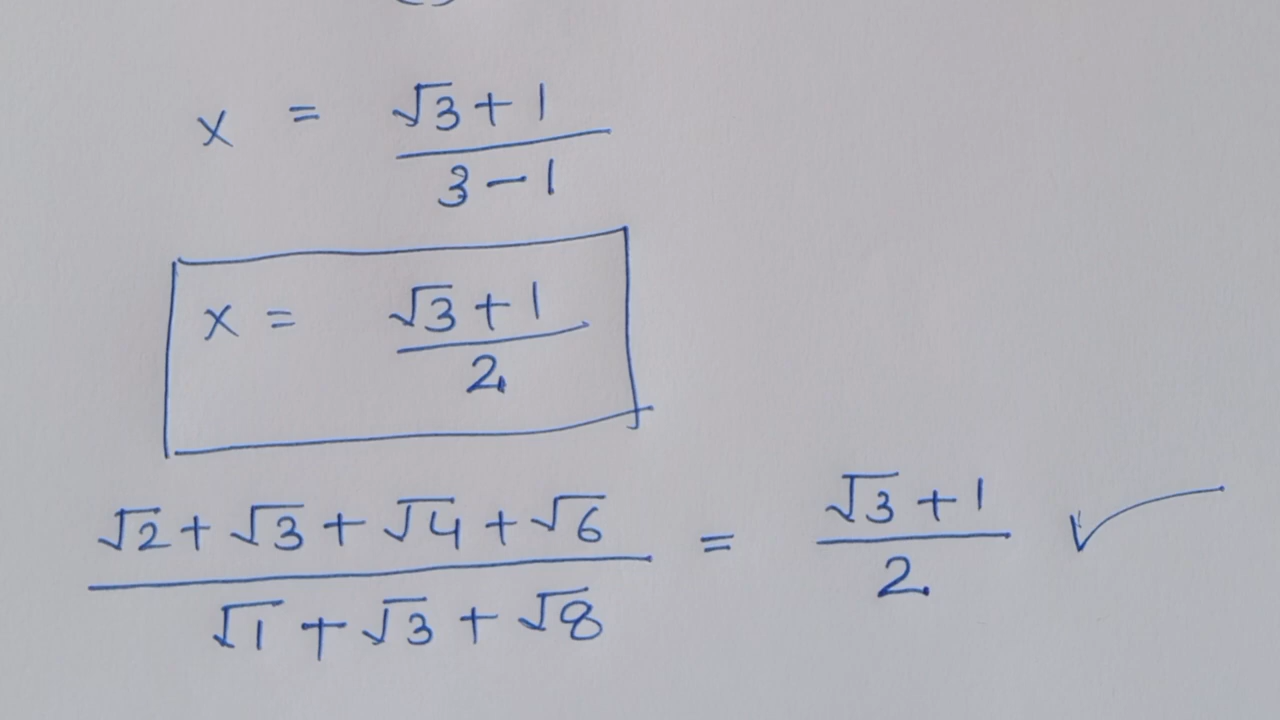 x = (√3 + 1) / (3 − 1)
x = (√3 + 1) / 2
(√2 + √3 + √4 + √6) / (√1 + √3 + √8) = (√3 + 1) / 2 ✓